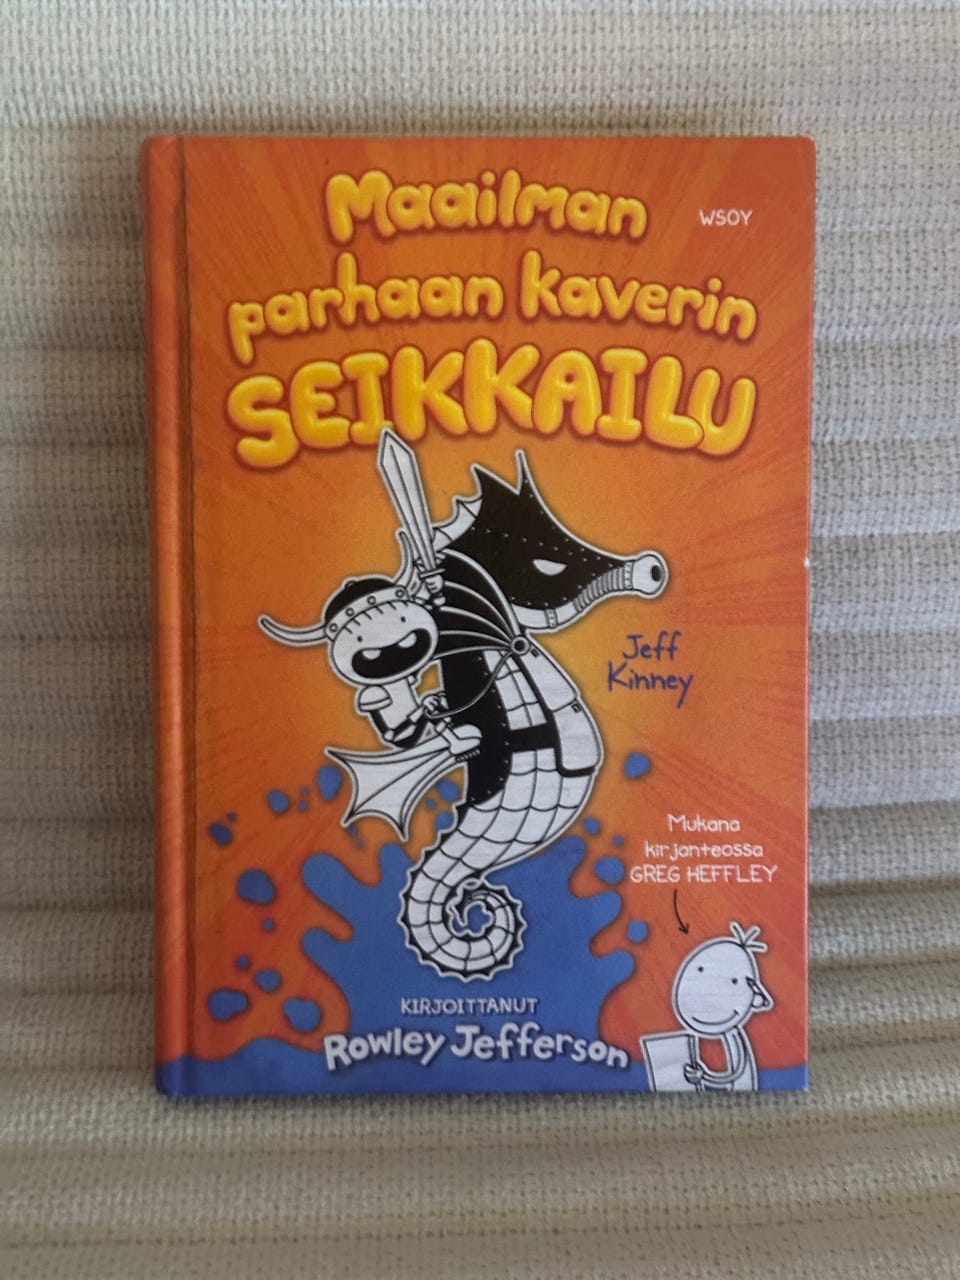 Maailman
WSOY
parhaan kaverin
SEIKKAILU
Jeff
Kinney
Mukana
kirjanteossa
GREG HEFFLEY
KIRJOITTANUT
Rowley Jefferson